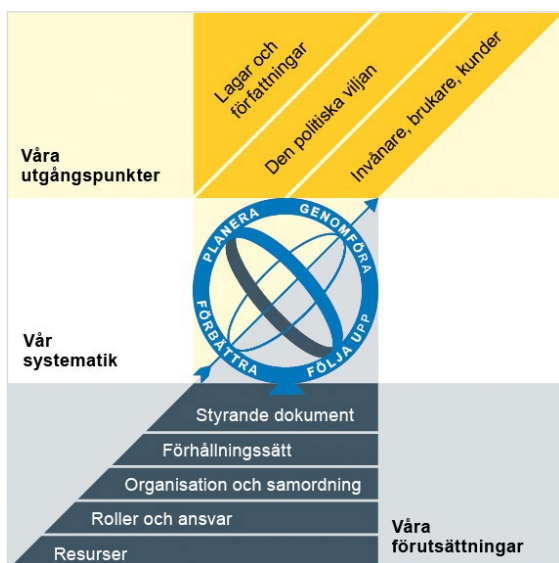 Lagar och
författningar
Den politiska viljan
Invånare, brukare, kunder
Våra
utgångspunkter
PLANERA
GENOMFÖRA
FÖLJA UPP
FÖRBÄTTRA
Vår
systematik
Styrande dokument
Förhållningssätt
Organisation och samordning
Roller och ansvar
Resurser
Våra
förutsättningar